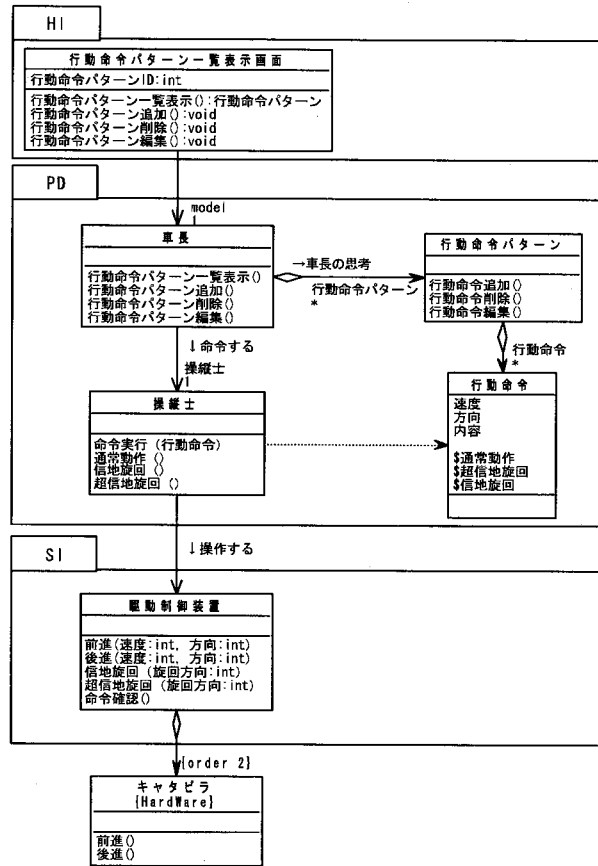 HI
行動命令パターン一覧表示画面
行動命令パターンID:int
行動命令パターン一覧表示():行動命令パターン
行動命令パターン追加():void
行動命令パターン削除():void
行動命令パターン編集():void
PD
model
1
車長
行動命令パターン一覧表示()
行動命令パターン追加()
行動命令パターン削除()
行動命令パターン編集()
→車長の思考
行動命令パターン
*
行動命令パターン
行動命令追加()
行動命令削除()
行動命令編集()
↓命令する
操縦士
1
行動命令
*
操縦士
命令実行(行動命令)
通常動作 ()
信地旋回 ()
超信地旋回 ()
行動命令
速度
方向
内容
$通常動作
$超信地旋回
$信地旋回
↓操作する
SI
駆動制御装置
前進(速度:int, 方向:int)
後進(速度:int, 方向:int)
信地旋回 (旋回方向:int)
超信地旋回 (旋回方向:int)
命令確認()
{order 2}
キャタピラ
{HardWare}
前進()
後進()